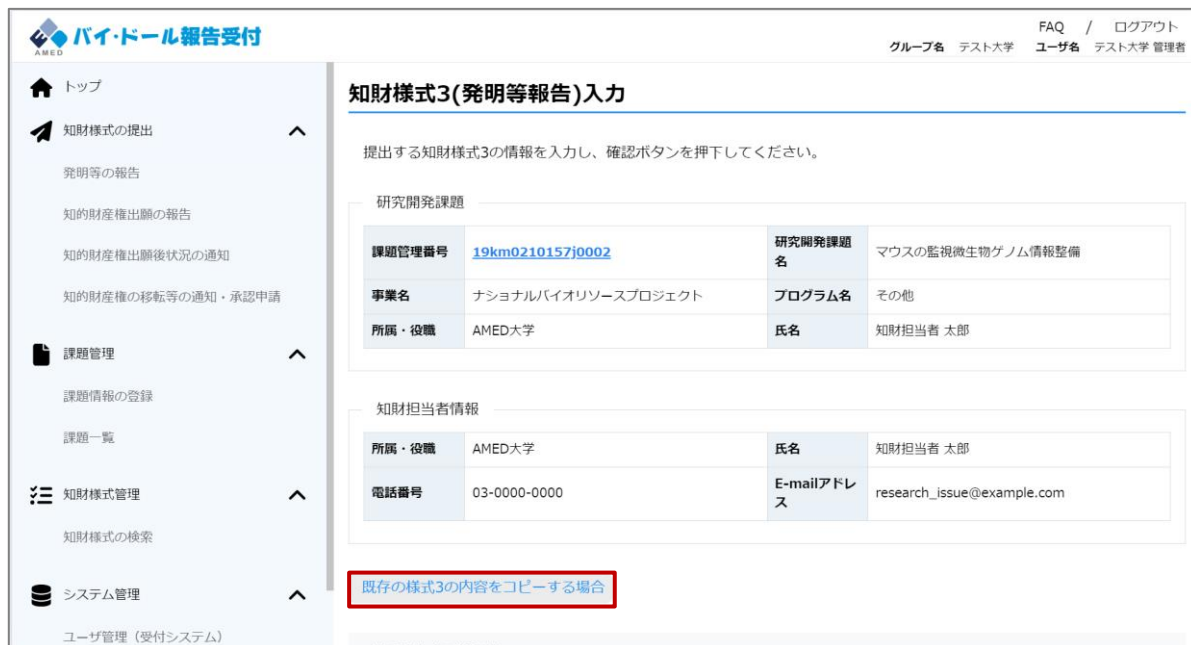 AMED バイ・ドール報告受付
FAQ / ログアウト
グループ名 テスト大学 ユーザ名 テスト大学 管理者
トップ
知財様式の提出
発明等の報告
知的財産権出願の報告
知的財産権出願後状況の通知
知的財産権の移転等の通知・承認申請
課題管理
課題情報の登録
課題一覧
知財様式管理
知財様式の検索
システム管理
ユーザ管理（受付システム）
知財様式3(発明等報告)入力
提出する知財様式3の情報を入力し、確認ボタンを押下してください。
研究開発課題
課題管理番号 19km0210157j0002 研究開発課題名 マウスの監視微生物ゲノム情報整備
事業名 ナショナルバイオリソースプロジェクト プログラム名 その他
所属・役職 AMED大学 氏名 知財担当者 太郎
知財担当者情報
所属・役職 AMED大学 氏名 知財担当者 太郎
電話番号 03-0000-0000 E-mailアドレス research_issue@example.com
既存の様式3の内容をコピーする場合